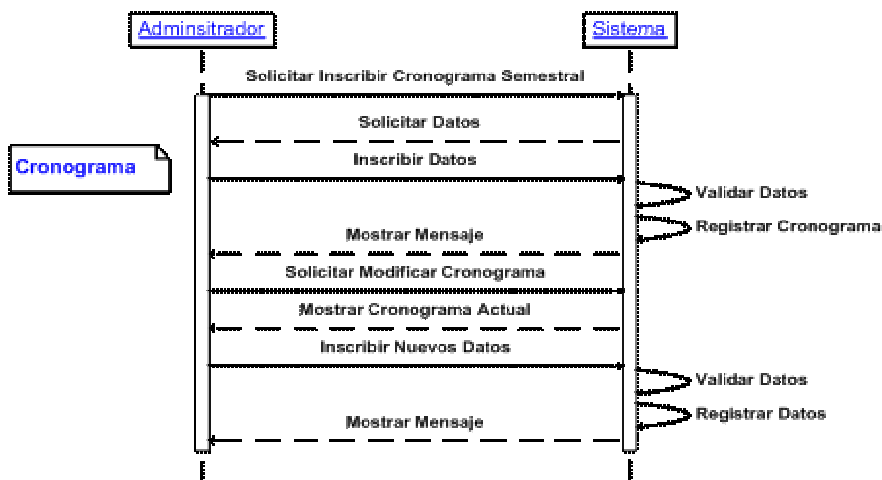 Adminsitrador
Sistema
Solicitar Inscribir Cronograma Semestral
Solicitar Datos
Cronograma
Inscribir Datos
Validar Datos
Registrar Cronograma
Mostrar Mensaje
Solicitar Modificar Cronograma
Mostrar Cronograma Actual
Inscribir Nuevos Datos
Validar Datos
Registrar Datos
Mostrar Mensaje